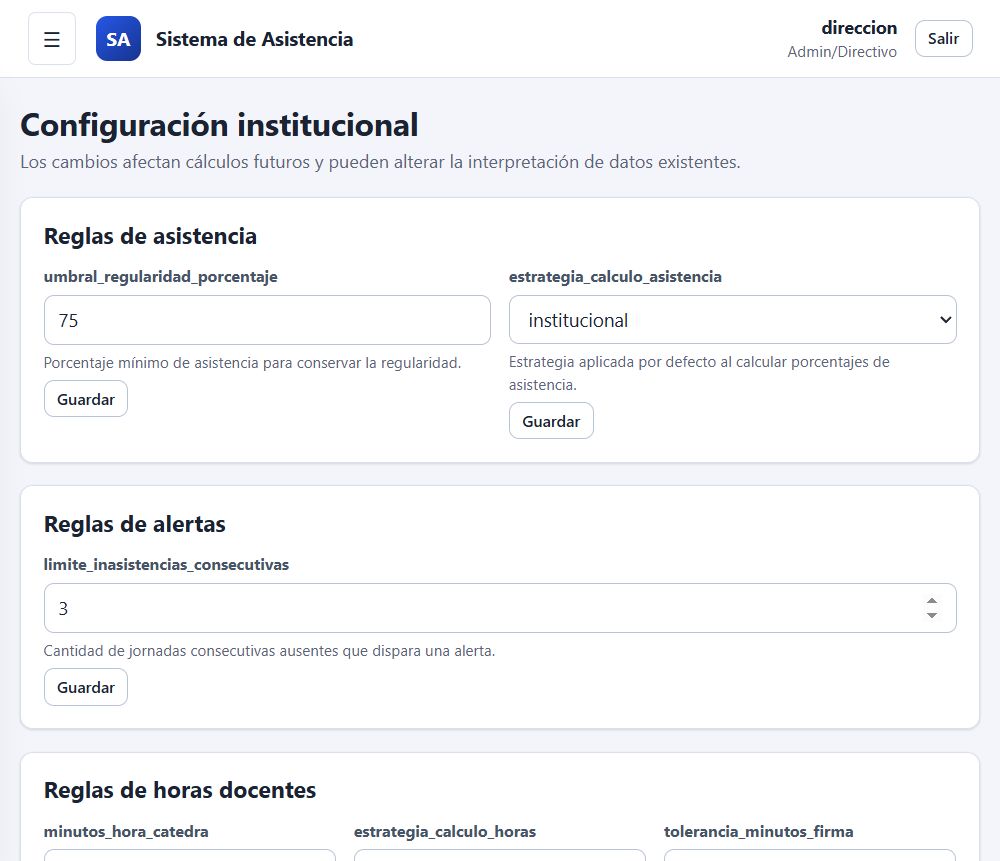 ☰ SA Sistema de Asistencia
direccion
Admin/Directivo
Salir
Configuración institucional
Los cambios afectan cálculos futuros y pueden alterar la interpretación de datos existentes.
Reglas de asistencia
umbral_regularidad_porcentaje
75
Porcentaje mínimo de asistencia para conservar la regularidad.
Guardar
estrategia_calculo_asistencia
institucional
Estrategia aplicada por defecto al calcular porcentajes de
asistencia.
Guardar
Reglas de alertas
limite_inasistencias_consecutivas
3
Cantidad de jornadas consecutivas ausentes que dispara una alerta.
Guardar
Reglas de horas docentes
minutos_hora_catedra
estrategia_calculo_horas
tolerancia_minutos_firma